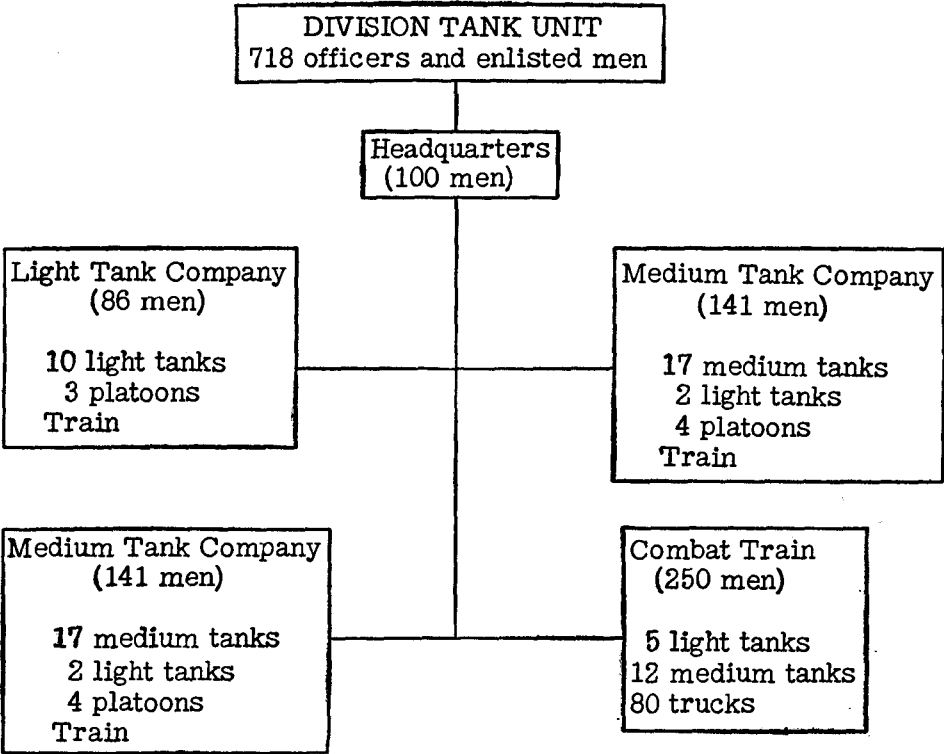 DIVISION TANK UNIT
718 officers and enlisted men
Headquarters
(100 men)
Light Tank Company
(86 men)
10 light tanks
3 platoons
Train
Medium Tank Company
(141 men)
17 medium tanks
2 light tanks
4 platoons
Train
Medium Tank Company
(141 men)
17 medium tanks
2 light tanks
4 platoons
Train
Combat Train
(250 men)
5 light tanks
12 medium tanks
80 trucks